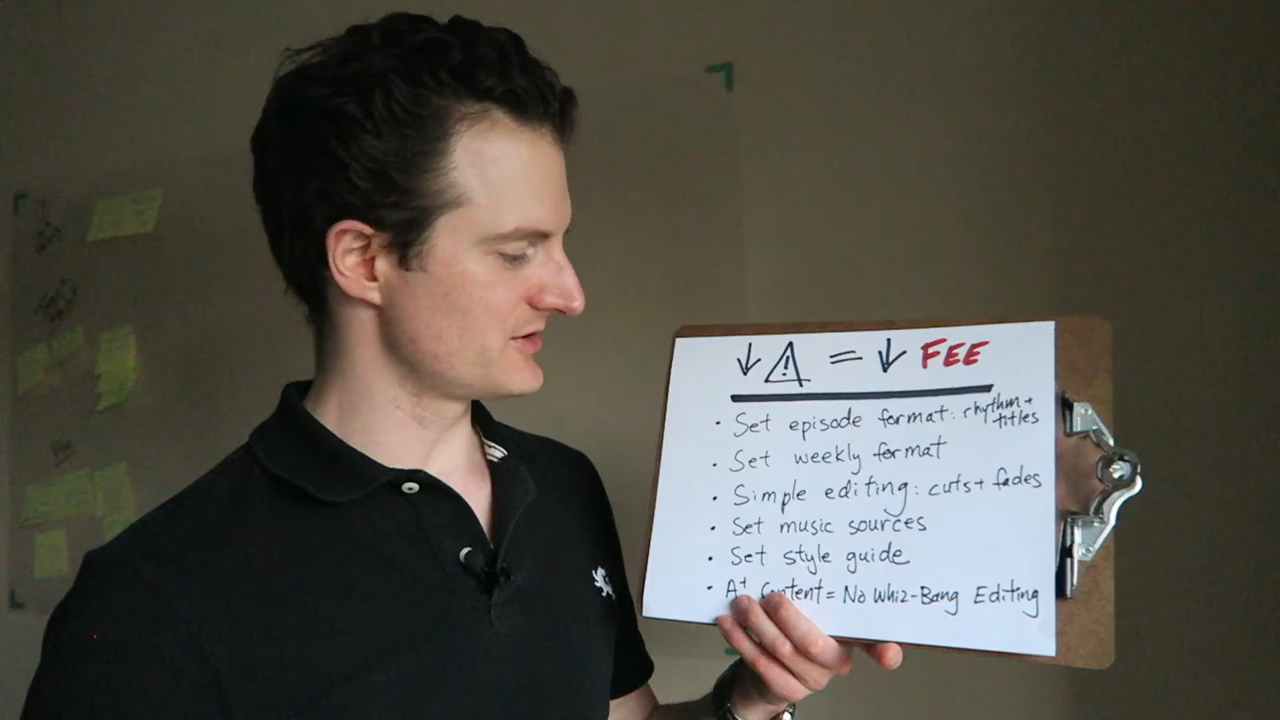 ↓ ⚠ = ↓ FEE
• Set episode format: rhythm + titles
• Set weekly format
• Simple editing: cuts + fades
• Set music sources
• Set style guide
• A+ Content = No Whiz-Bang Editing